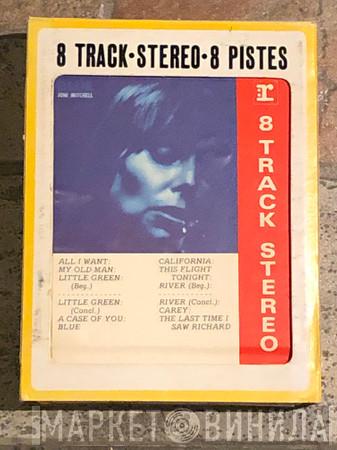 8 TRACK•STEREO•8 PISTES
JONI MITCHELL
r
8 TRACK STEREO
ALL I WANT:
MY OLD MAN:
LITTLE GREEN:
(Beg.)
LITTLE GREEN:
(Concl.)
A CASE OF YOU:
BLUE
CALIFORNIA:
THIS FLIGHT
TONIGHT:
RIVER (Beg.):
RIVER (Concl.):
CAREY:
THE LAST TIME I
SAW RICHARD
МАРКЕТ ВИНИЛА